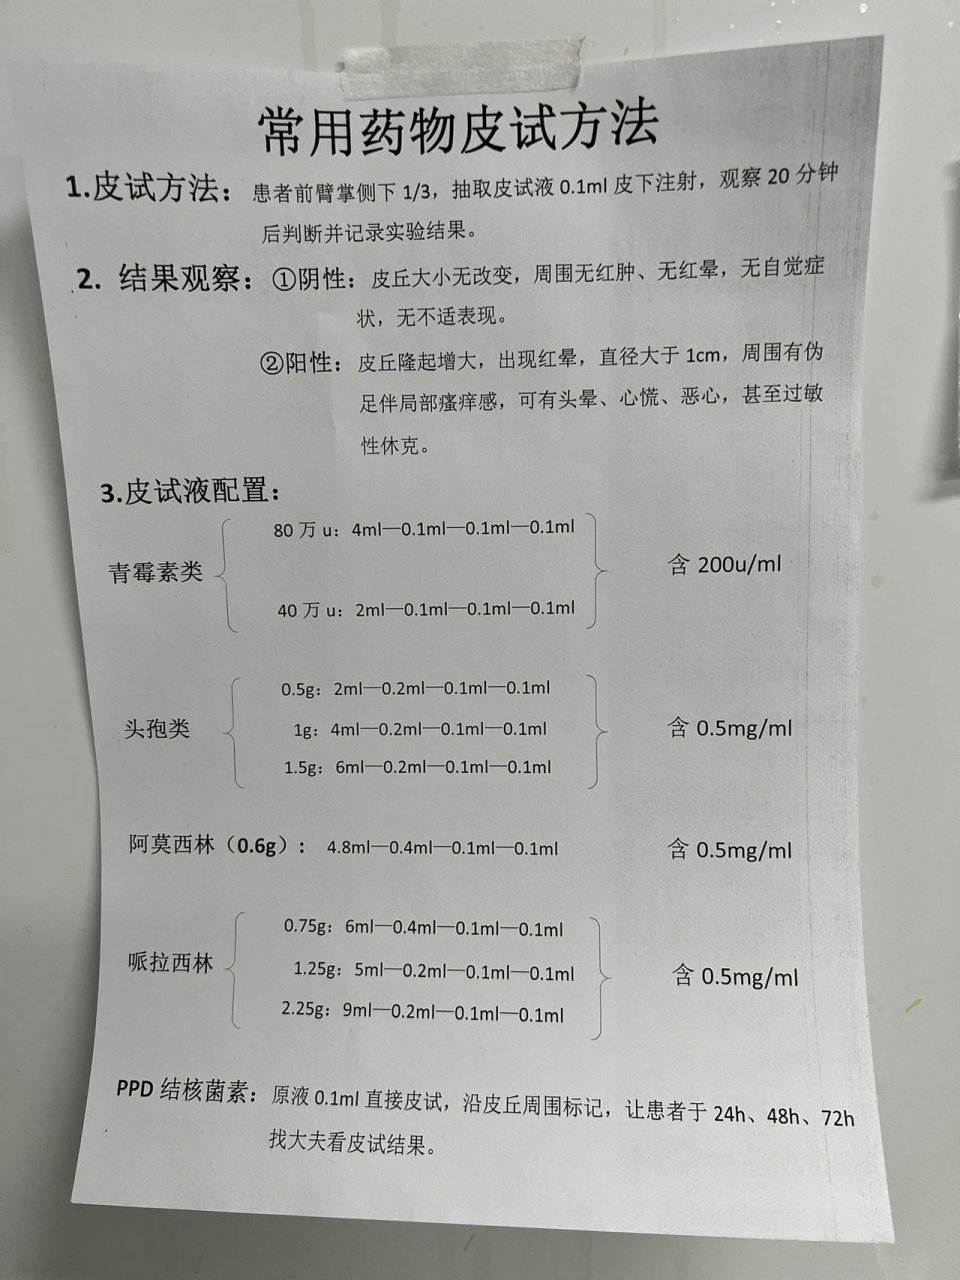 常用药物皮试方法
1.皮试方法：患者前臂掌侧下 1/3，抽取皮试液 0.1ml 皮下注射，观察 20 分钟
后判断并记录实验结果。
2. 结果观察：①阴性：皮丘大小无改变，周围无红肿、无红晕，无自觉症
状，无不适表现。
②阳性：皮丘隆起增大，出现红晕，直径大于 1cm，周围有伪
足伴局部瘙痒感，可有头晕、心慌、恶心，甚至过敏
性休克。
3.皮试液配置：
80 万 u：4ml—0.1ml—0.1ml—0.1ml
青霉素类 含 200u/ml
40 万 u：2ml—0.1ml—0.1ml—0.1ml
0.5g：2ml—0.2ml—0.1ml—0.1ml
头孢类 1g：4ml—0.2ml—0.1ml—0.1ml 含 0.5mg/ml
1.5g：6ml—0.2ml—0.1ml—0.1ml
阿莫西林（0.6g）： 4.8ml—0.4ml—0.1ml—0.1ml 含 0.5mg/ml
0.75g：6ml—0.4ml—0.1ml—0.1ml
哌拉西林 1.25g：5ml—0.2ml—0.1ml—0.1ml 含 0.5mg/ml
2.25g：9ml—0.2ml—0.1ml—0.1ml
PPD 结核菌素：原液 0.1ml 直接皮试，沿皮丘周围标记，让患者于 24h、48h、72h
找大夫看皮试结果。